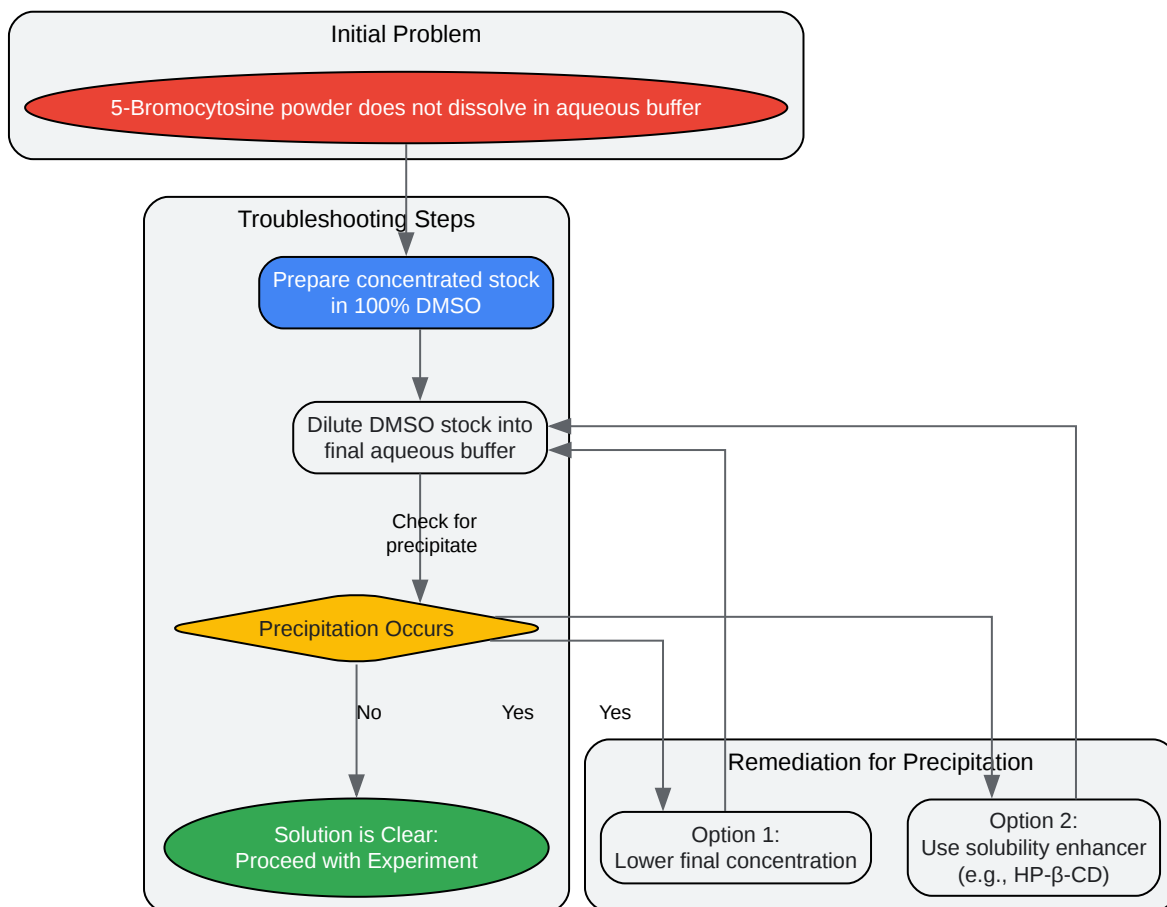 Initial Problem
5-Bromocytosine powder does not dissolve in aqueous buffer
Troubleshooting Steps
Prepare concentrated stock
in 100% DMSO
Dilute DMSO stock into
final aqueous buffer
Check for
precipitate
Precipitation Occurs
No
Yes
Yes
Remediation for Precipitation
Solution is Clear:
Proceed with Experiment
Option 1:
Lower final concentration
Option 2:
Use solubility enhancer
(e.g., HP-β-CD)